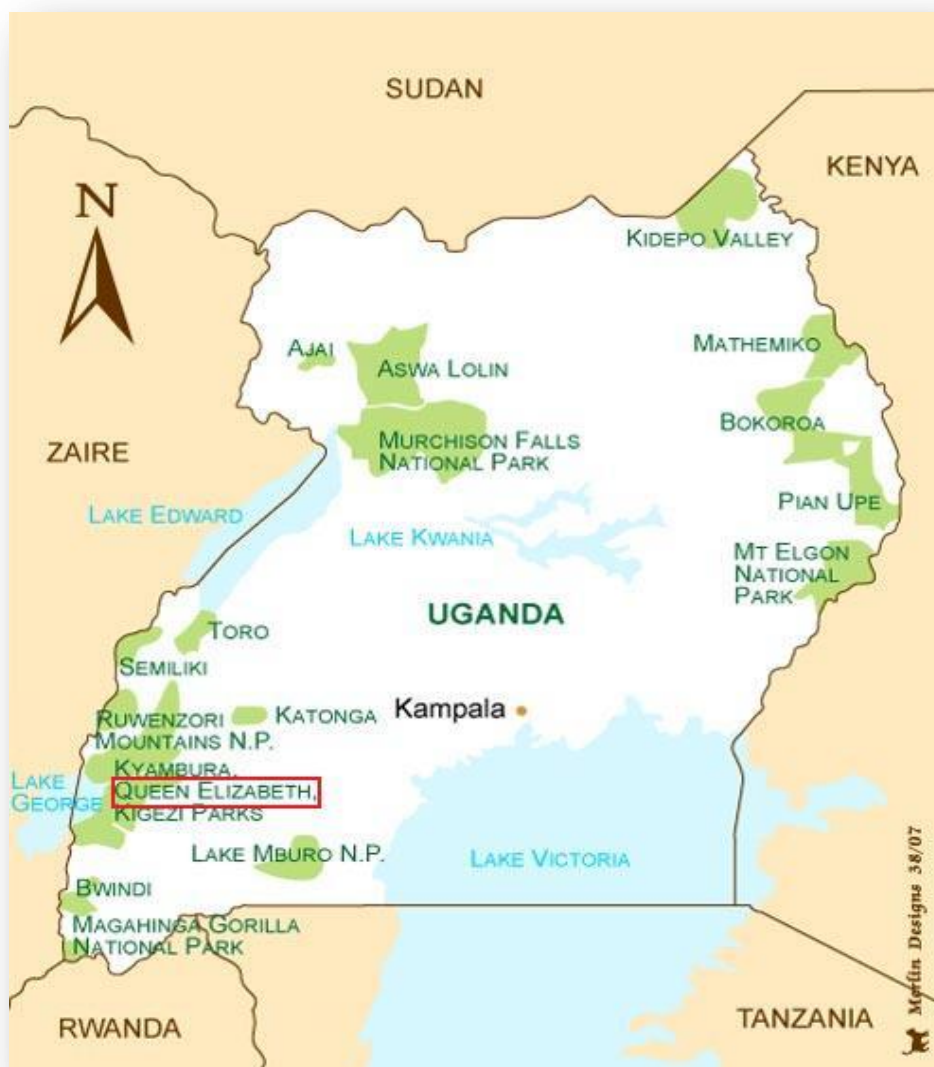 SUDAN
KENYA
N
KIDEPO VALLEY
AJAI
ASWA LOLIN
MATHEMIKO
BOKOROA
MURCHISON FALLS
NATIONAL PARK
ZAIRE
LAKE EDWARD
LAKE KWANIA
PIAN UPE
MT ELGON
NATIONAL
PARK
UGANDA
TORO
SEMILIKI
RUWENZORI
MOUNTAINS N.P.
KATONGA
Kampala
KYAMBURA,
QUEEN ELIZABETH,
KIGEZI PARKS
LAKE
GEORGE
LAKE MBURO N.P.
LAKE VICTORIA
BWINDI
MAGAHINGA GORILLA
NATIONAL PARK
RWANDA
TANZANIA
Merlin Designs 38/07